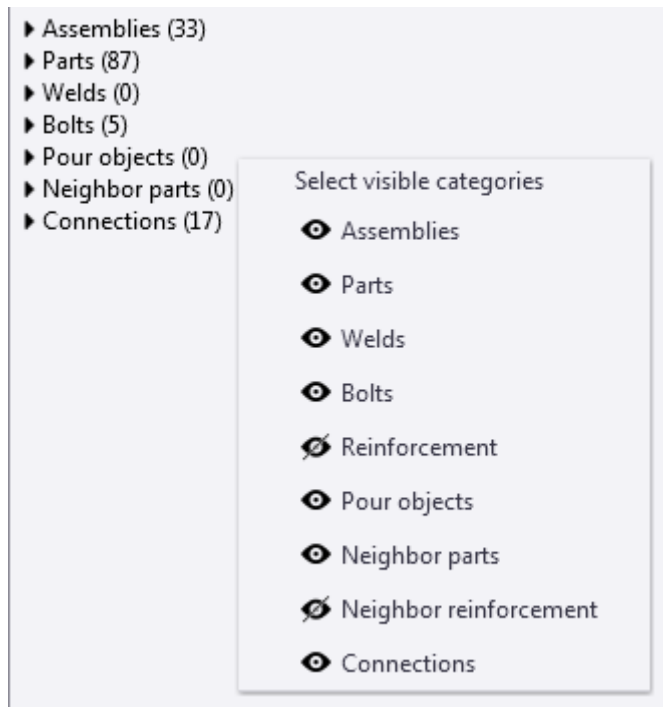 Assemblies (33)
Parts (87)
Welds (0)
Bolts (5)
Pour objects (0)
Neighbor parts (0)
Connections (17)
Select visible categories
Assemblies
Parts
Welds
Bolts
Reinforcement
Pour objects
Neighbor parts
Neighbor reinforcement
Connections